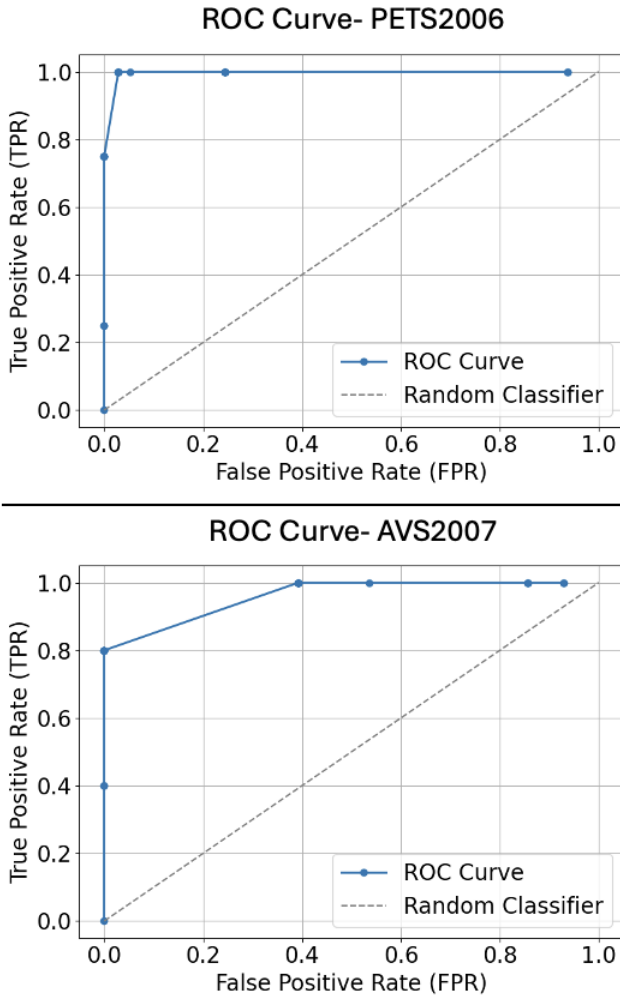 ROC Curve- PETS2006
1.0
0.8
0.6
0.4
0.2
0.0
True Positive Rate (TPR)
ROC Curve
Random Classifier
0.0 0.2 0.4 0.6 0.8 1.0
False Positive Rate (FPR)
ROC Curve- AVS2007
1.0
0.8
0.6
0.4
0.2
0.0
True Positive Rate (TPR)
ROC Curve
Random Classifier
0.0 0.2 0.4 0.6 0.8 1.0
False Positive Rate (FPR)